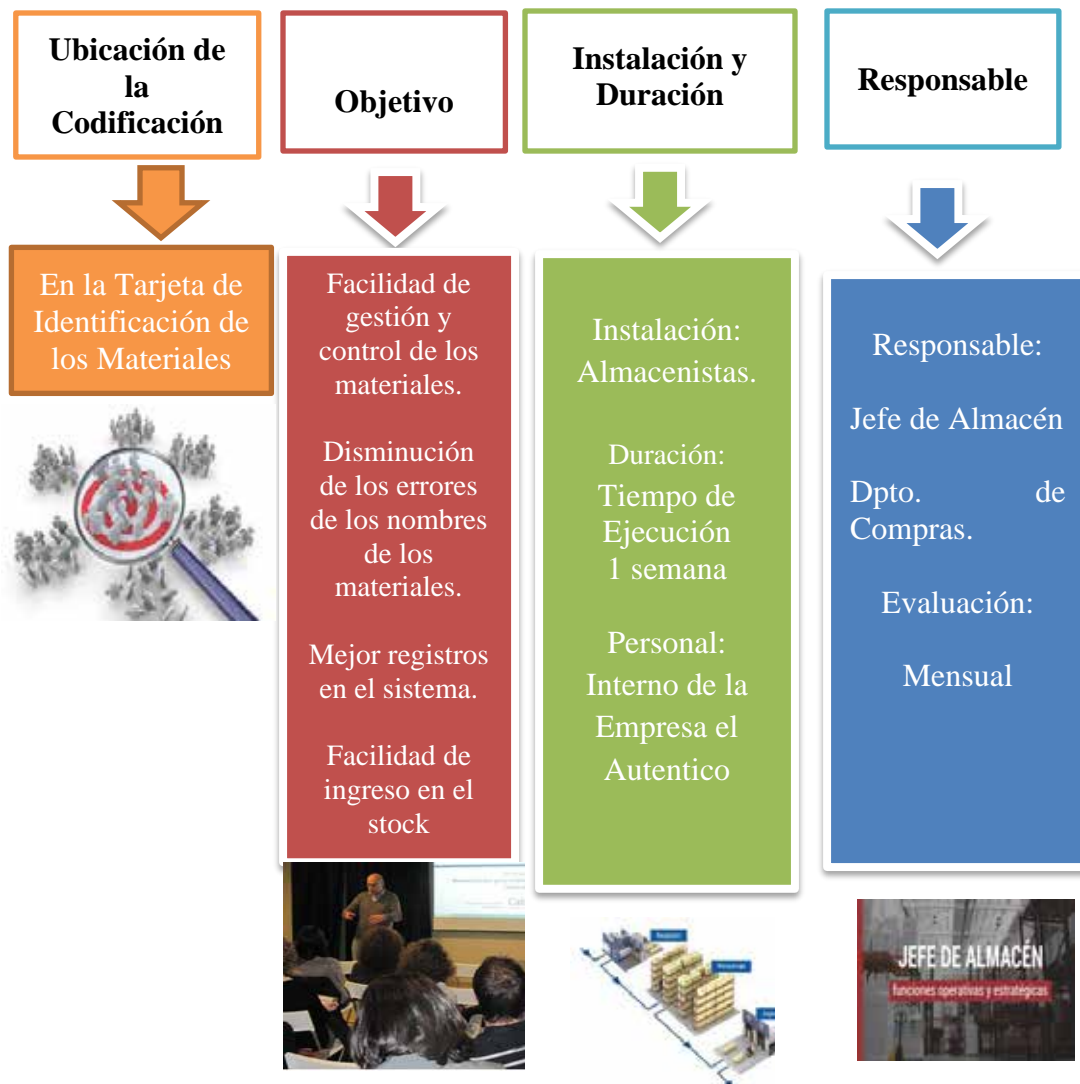 Ubicación de
la
Codificación
En la Tarjeta de
Identificación de
los Materiales
Objetivo
Facilidad de
gestión y
control de los
materiales.
Disminución
de los errores
de los nombres
de los
materiales.
Mejor registros
en el sistema.
Facilidad de
ingreso en el
stock
Instalación y
Duración
Instalación:
Almacenistas.
Duración:
Tiempo de
Ejecución
1 semana
Personal:
Interno de la
Empresa el
Autentico
Responsable
Responsable:
Jefe de Almacén
Dpto. de
Compras.
Evaluación:
Mensual
JEFE DE ALMACÉN
funciones operativas y estratégicas